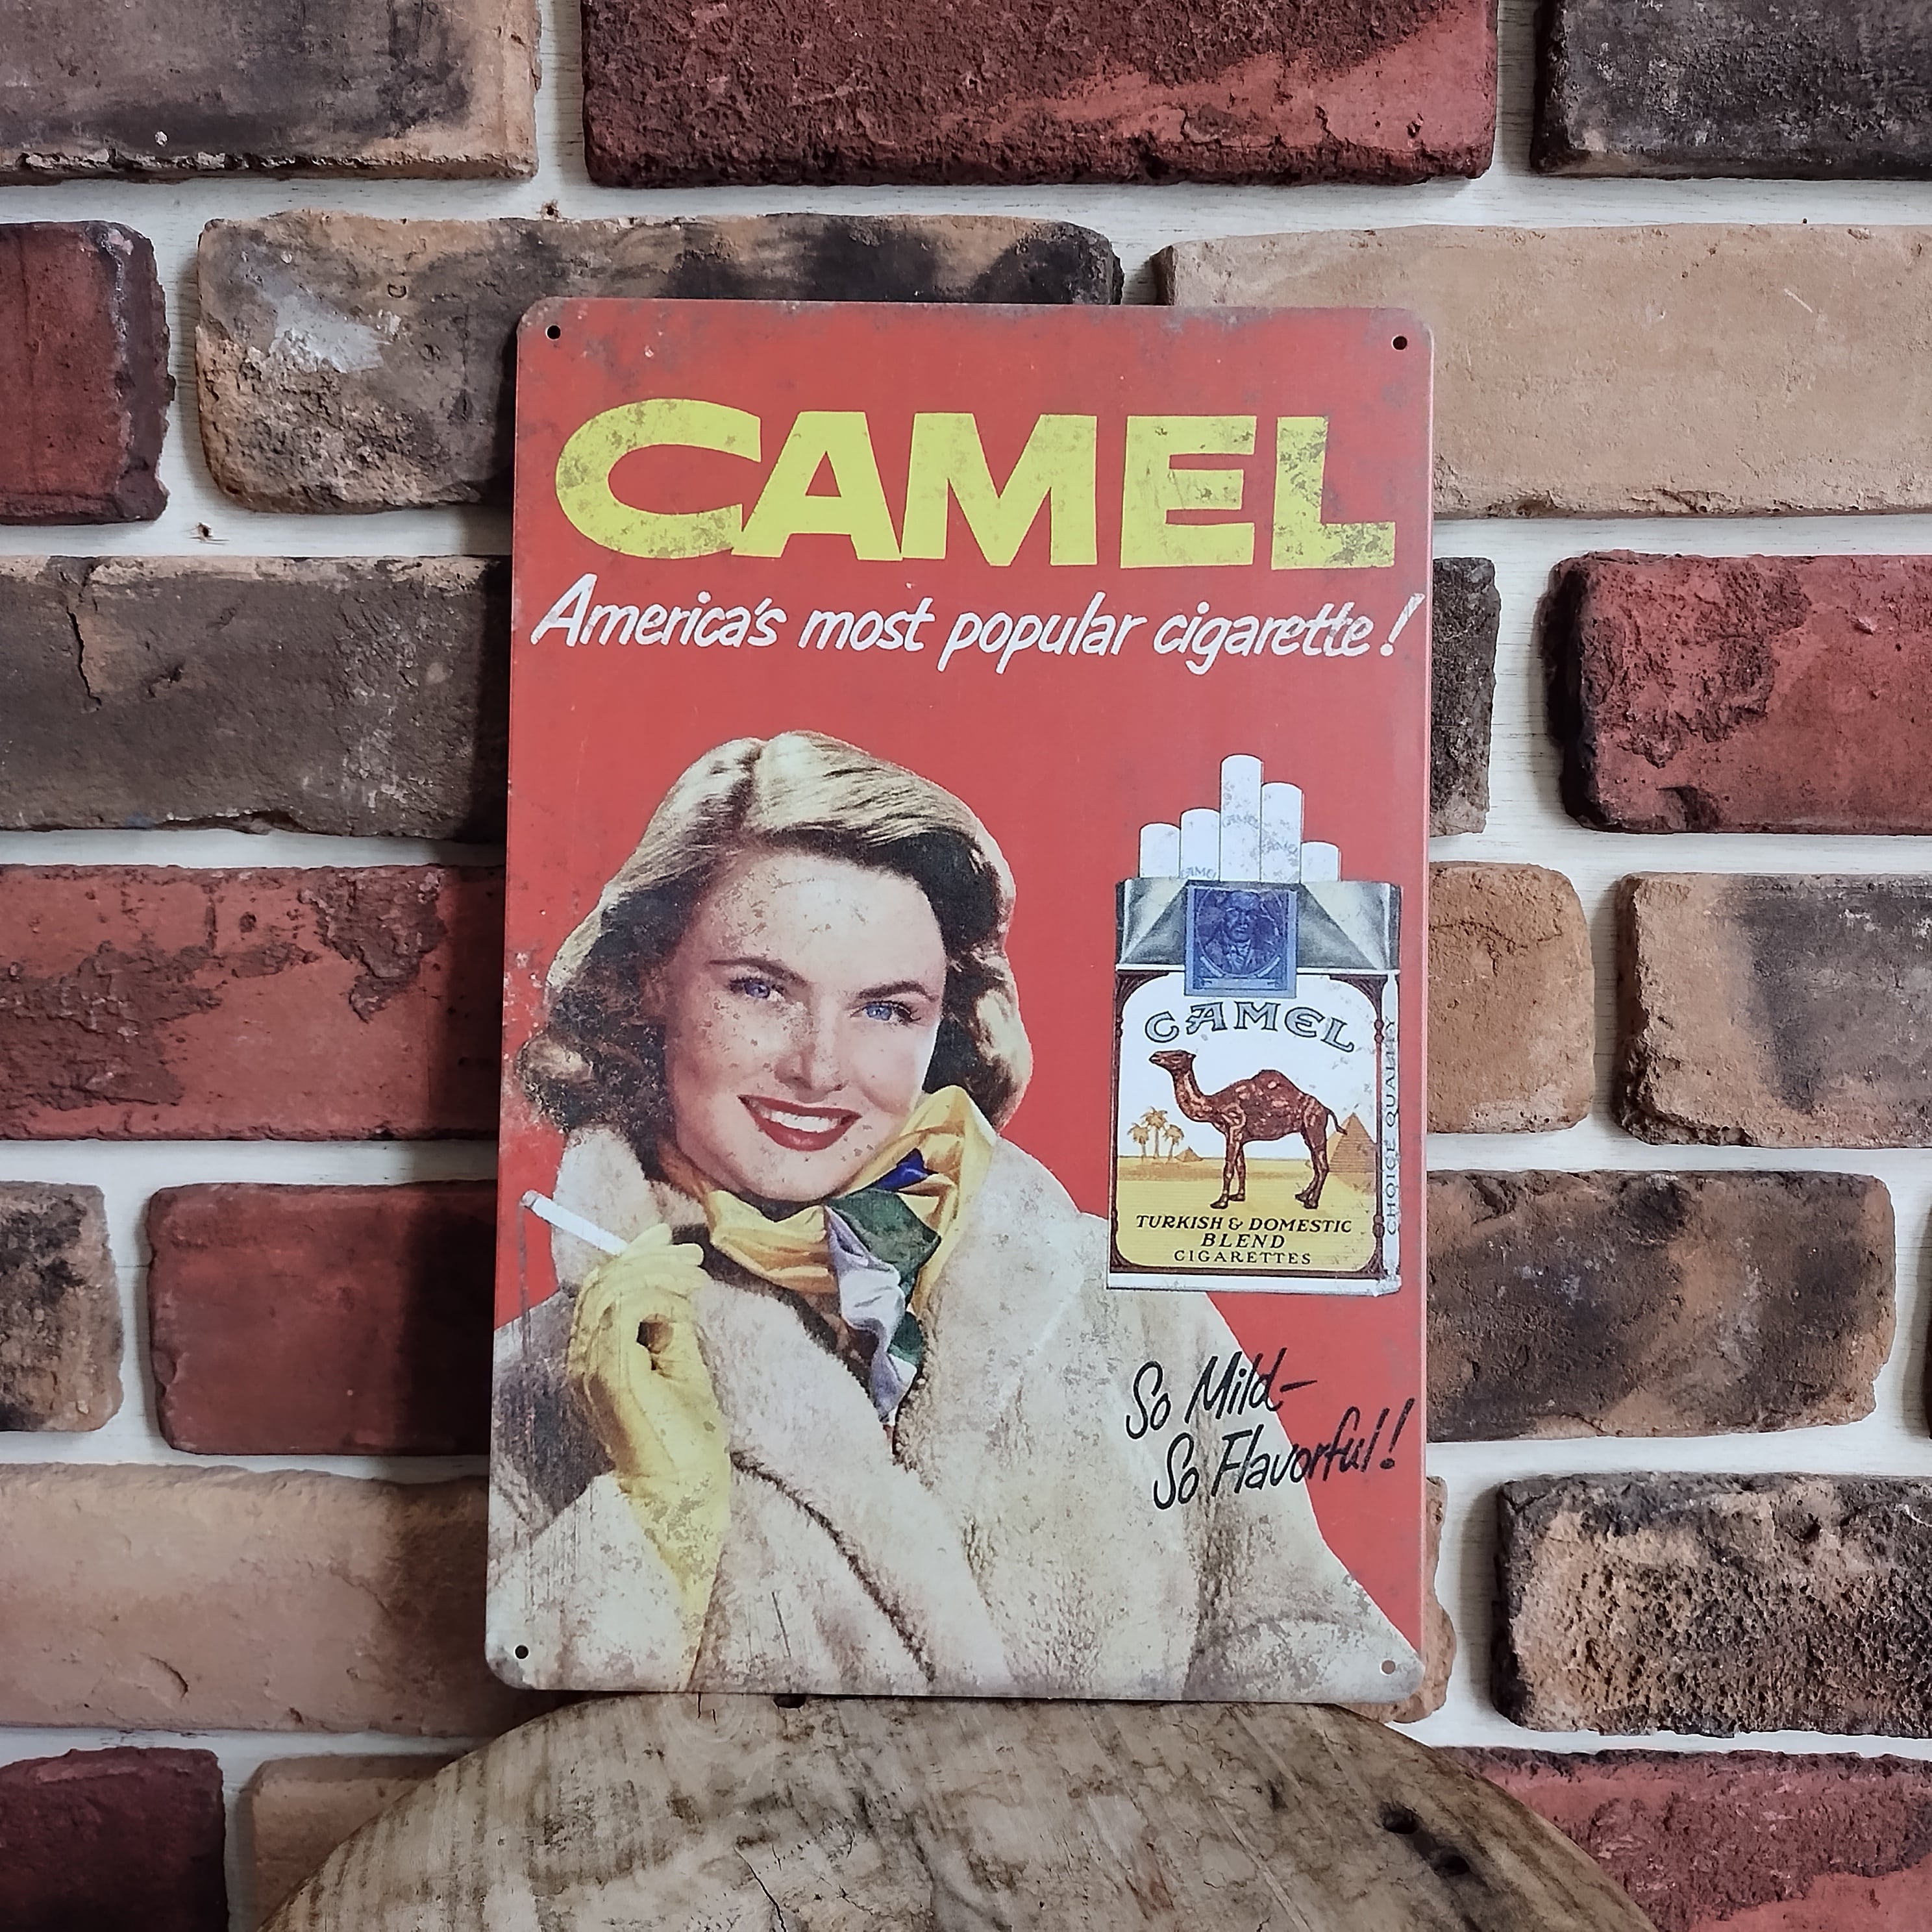 CAMEL
America's most popular cigarette!
CAMEL
CHOICE QUALITY
TURKISH & DOMESTIC
BLEND
CIGARETTES
So Mild-
So Flavorful!